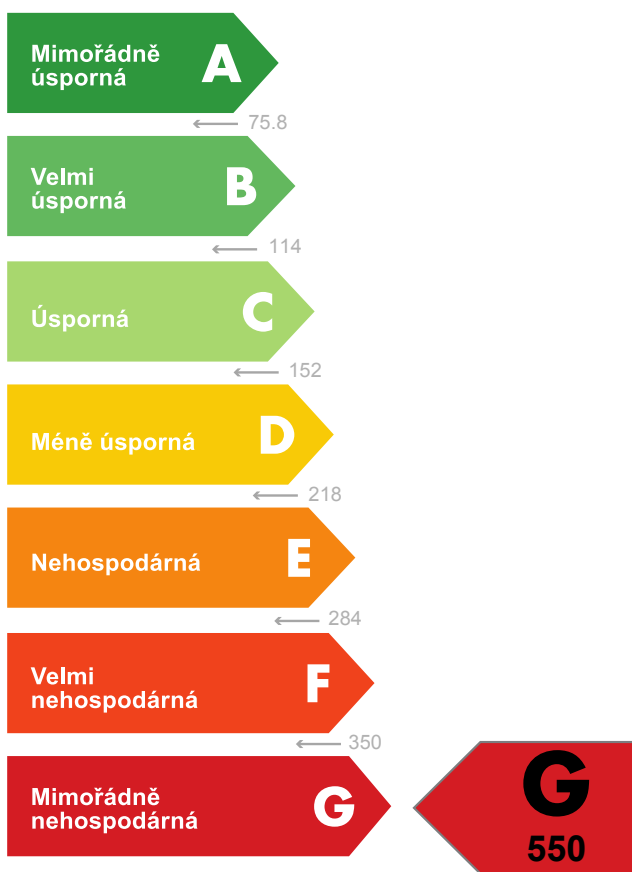 Mimořádně
úsporná
A
← 75.8
Velmi
úsporná
B
← 114
Úsporná C
← 152
Méně úsporná D
← 218
Nehospodárná E
← 284
Velmi
nehospodárná
F
← 350
Mimořádně
nehospodárná
G
G
550